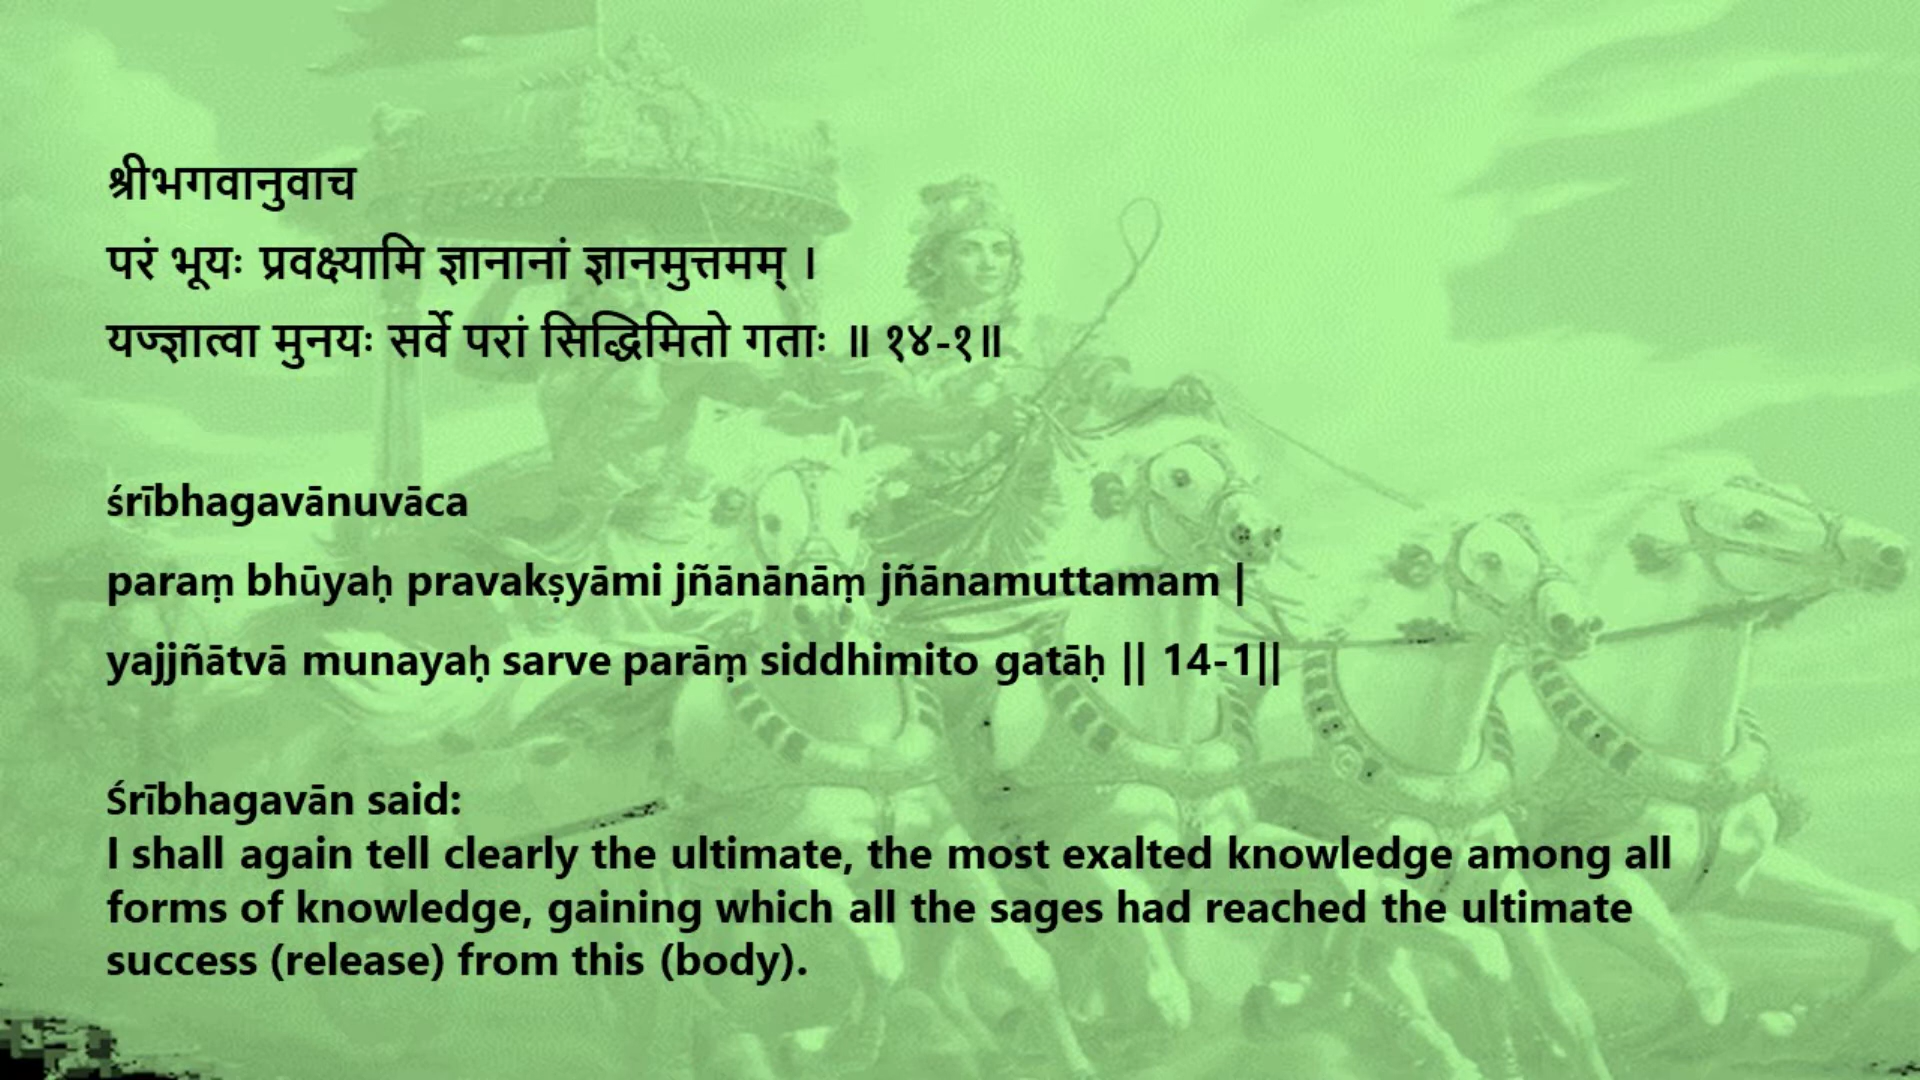 श्रीभगवानुवाच
परं भूयः प्रवक्ष्यामि ज्ञानानां ज्ञानमुत्तमम् ।
यज्ज्ञात्वा मुनयः सर्वे परां सिद्धिमितो गताः ॥ १४-१॥
śrībhagavānuvāca
paraṃ bhūyaḥ pravakṣyāmi jñānānāṃ jñānamuttamam |
yajjñātvā munayaḥ sarve parāṃ siddhimito gatāḥ || 14-1||
Śrībhagavān said:
I shall again tell clearly the ultimate, the most exalted knowledge among all
forms of knowledge, gaining which all the sages had reached the ultimate
success (release) from this (body).